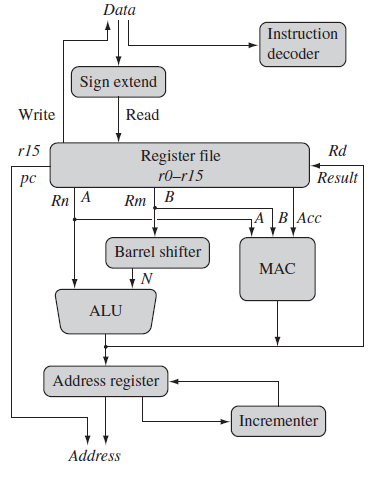 Data
Instruction
decoder
Sign extend
Write
Read
r15
Register file
Rd
pc
r0–r15
Result
Rn
A
Rm
B
A
B
Acc
Barrel shifter
N
MAC
ALU
Address register
Incrementer
Address